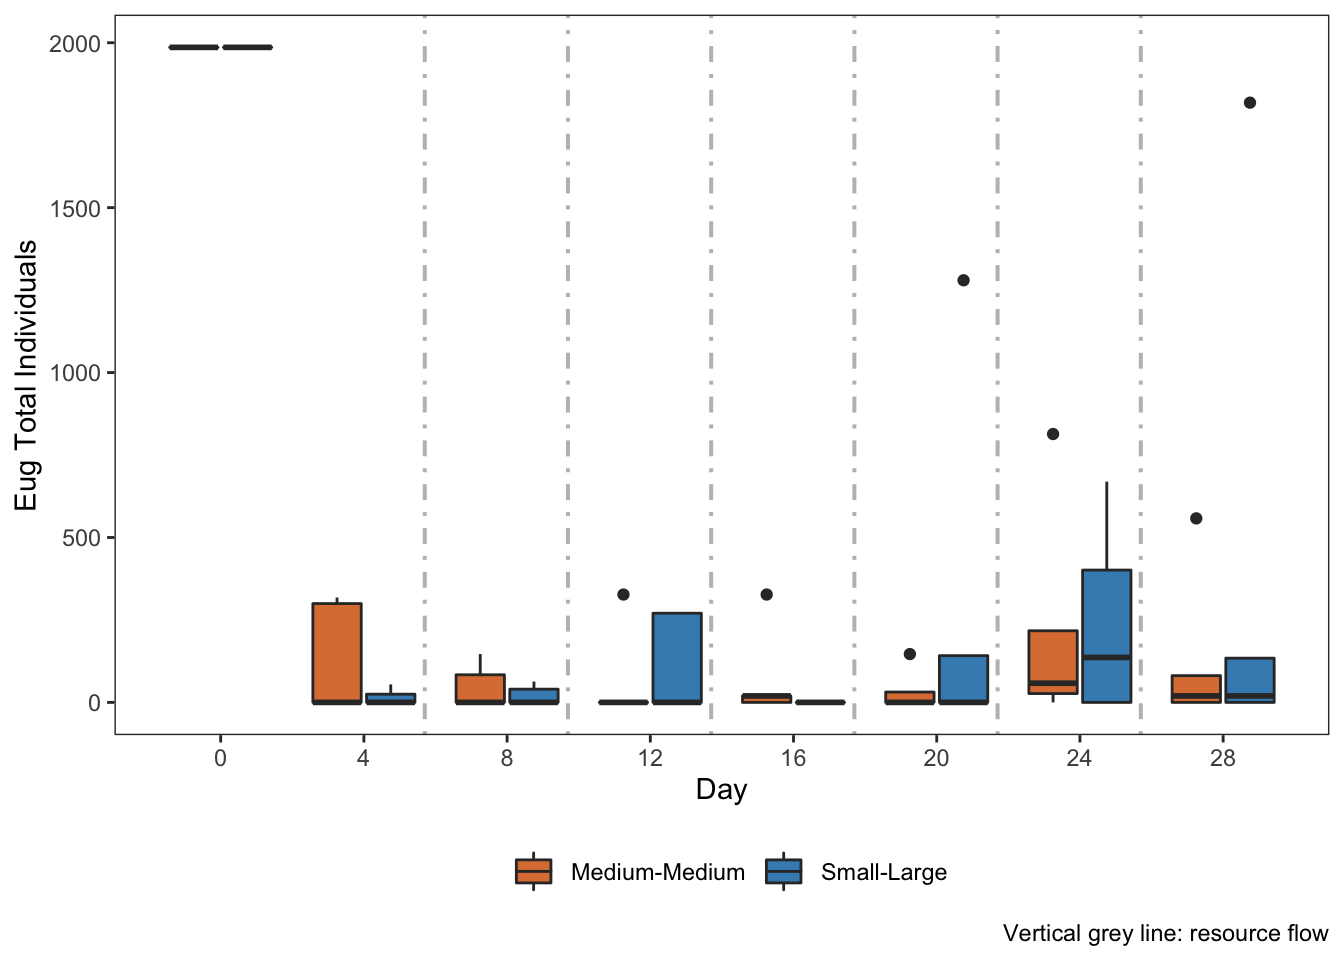 Eug Total Individuals
2000
1500
1000
500
0
0 4 8 12 16 20 24 28
Day
Medium-Medium Small-Large
Vertical grey line: resource flow